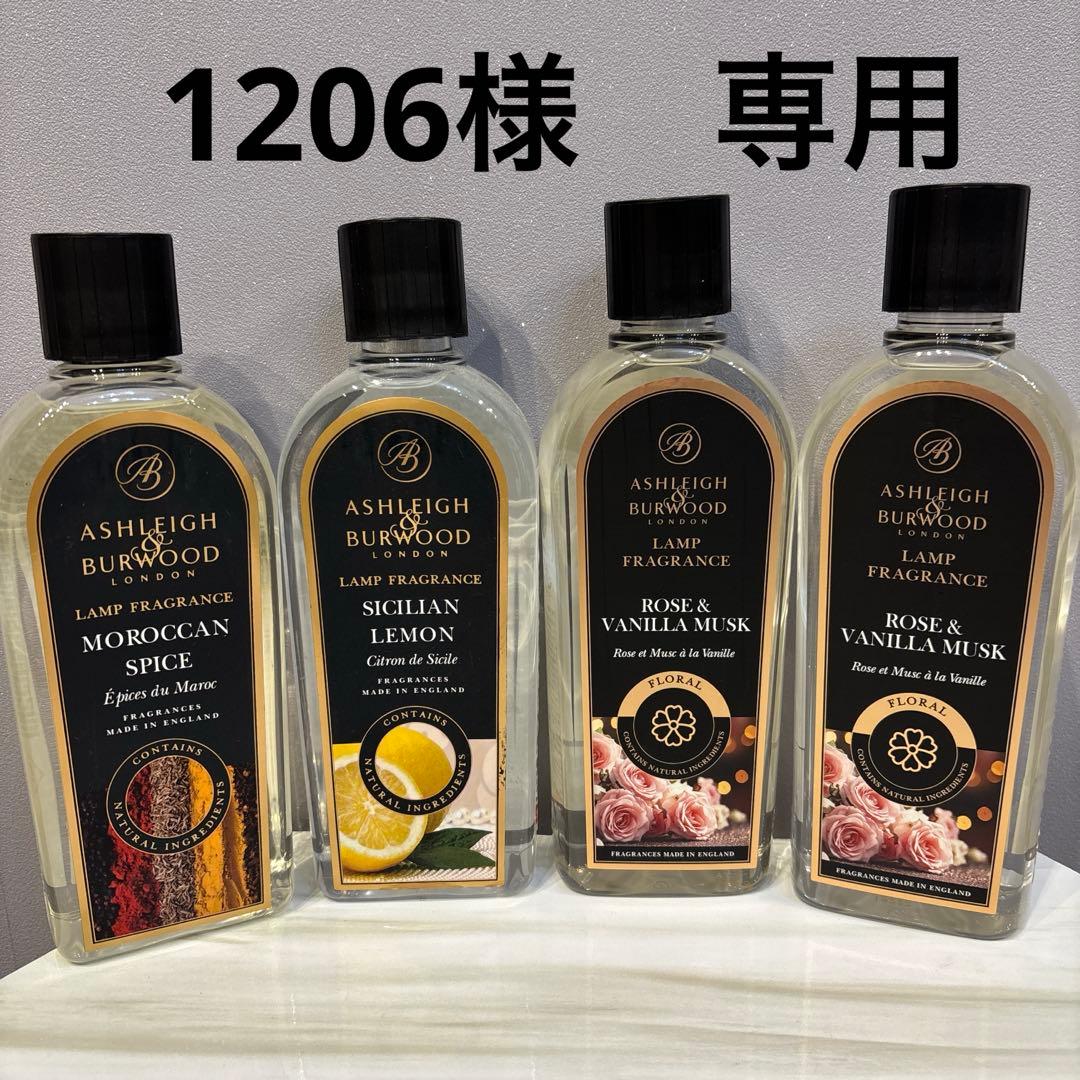 1206様　専用
AB
ASHLEIGH
&
BURWOOD
LONDON
LAMP FRAGRANCE
MOROCCAN
SPICE
Épices du Maroc
FRAGRANCES
MADE IN ENGLAND
CONTAINS
NATURAL INGREDIENTS
AB
ASHLEIGH
&
BURWOOD
LONDON
LAMP FRAGRANCE
SICILIAN
LEMON
Citron de Sicile
FRAGRANCES
MADE IN ENGLAND
CONTAINS
NATURAL INGREDIENTS
AB
ASHLEIGH
&
BURWOOD
LONDON
LAMP
FRAGRANCE
ROSE &
VANILLA MUSK
Rose et Musc à la Vanille
FLORAL
CONTAINS NATURAL INGREDIENTS
FRAGRANCES MADE IN ENGLAND
AB
ASHLEIGH
&
BURWOOD
LONDON
LAMP
FRAGRANCE
ROSE &
VANILLA MUSK
Rose et Musc à la Vanille
FLORAL
CONTAINS NATURAL INGREDIENTS
FRAGRANCES MADE IN ENGLAND